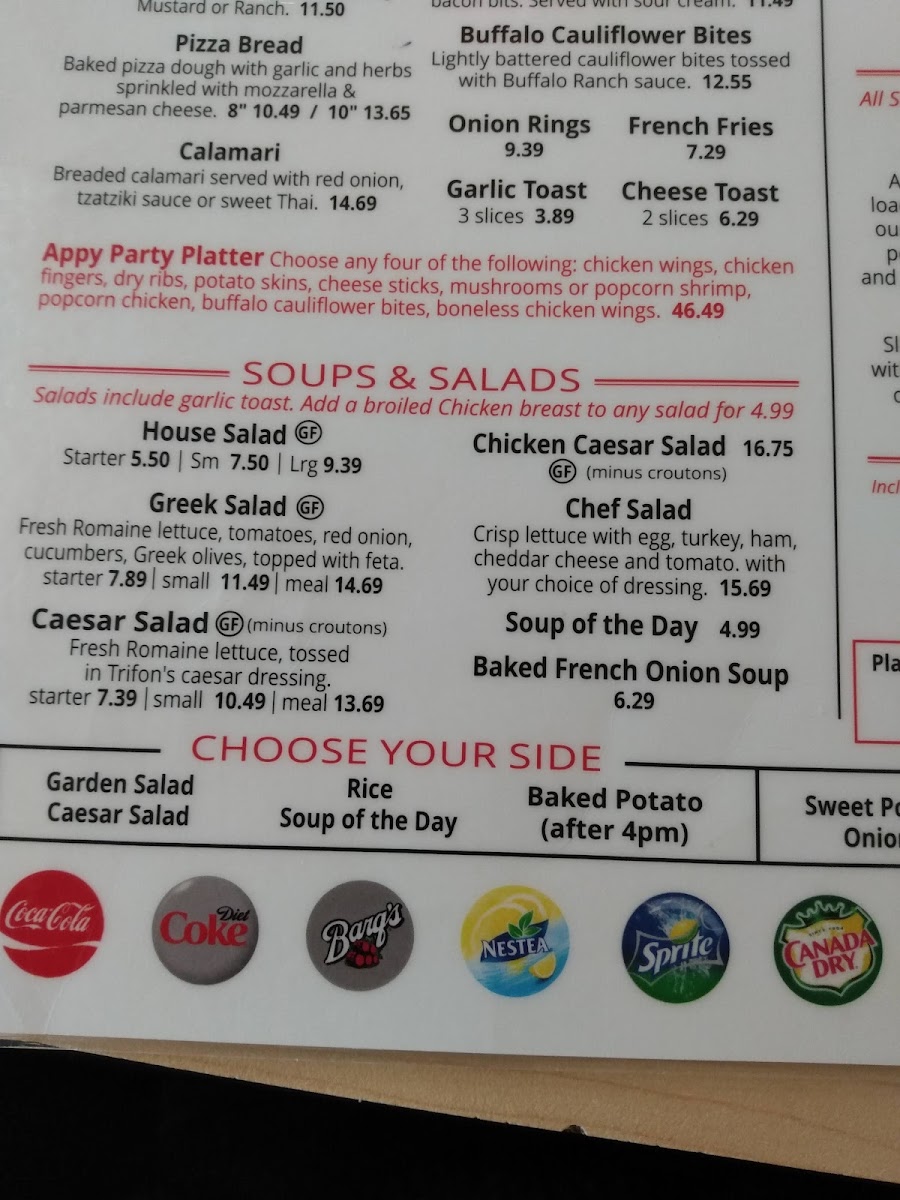 Mustard or Ranch. 11.50
Pizza Bread
Baked pizza dough with garlic and herbs
sprinkled with mozzarella &
parmesan cheese. 8" 10.49 / 10" 13.65
Calamari
Breaded calamari served with red onion,
tzatziki sauce or sweet Thai. 14.69
bacon bits. Served with sour cream. 11.49
Buffalo Cauliflower Bites
Lightly battered cauliflower bites tossed
with Buffalo Ranch sauce. 12.55
Onion Rings
9.39
French Fries
7.29
Garlic Toast
3 slices 3.89
Cheese Toast
2 slices 6.29
Appy Party Platter Choose any four of the following: chicken wings, chicken
fingers, dry ribs, potato skins, cheese sticks, mushrooms or popcorn shrimp,
popcorn chicken, buffalo cauliflower bites, boneless chicken wings. 46.49
SOUPS & SALADS
Salads include garlic toast. Add a broiled Chicken breast to any salad for 4.99
House Salad GF
Starter 5.50 | Sm 7.50 | Lrg 9.39
Greek Salad GF
Fresh Romaine lettuce, tomatoes, red onion,
cucumbers, Greek olives, topped with feta.
starter 7.89 | small 11.49 | meal 14.69
Caesar Salad GF (minus croutons)
Fresh Romaine lettuce, tossed
in Trifon's caesar dressing.
starter 7.39 | small 10.49 | meal 13.69
Chicken Caesar Salad 16.75
GF (minus croutons)
Chef Salad
Crisp lettuce with egg, turkey, ham,
cheddar cheese and tomato. with
your choice of dressing. 15.69
Soup of the Day 4.99
Baked French Onion Soup
6.29
CHOOSE YOUR SIDE
Garden Salad
Caesar Salad
Rice
Soup of the Day
Baked Potato
(after 4pm)
Sweet
Coca-Cola
Diet
Coke
Barq's
NESTEA
Sprite
CANADA
DRY
All
and